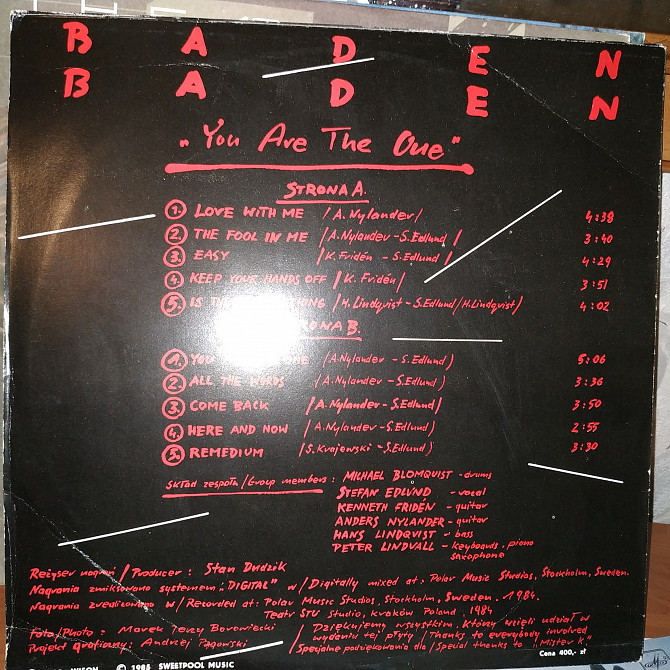 B A D E N
B A D E N
„You Are The One"
STRONA A.
1. LOVE WITH ME /A. Nylander/ 4:38
2. THE FOOL IN ME /A. Nylander - S. Edlund/ 3:40
3. EASY /K. Fridén - S. Edlund/ 4:29
4. KEEP YOUR HANDS OFF /K. Fridén/ 3:51
5. IS /H. Lindqvist - S. Edlund/H. Lindqvist) 4:02
B.
1. YOU (A. Nylander - S. Edlund) 5:06
2. ALL THE WORDS (A. Nylander - S. Edlund) 3:36
3. COME BACK /A. Nylander - S. Edlund/ 3:50
4. HERE AND NOW /A. Nylander - S. Edlund) 2:55
5. REMEDIUM /S. Krajewski - S. Edlund) 3:30
Skład zespołu/Group members: MICHAEL BLOMQUIST - drums
STEFAN EDLUND - vocal
KENNETH FRIDÉN - guitar
ANDERS NYLANDER - guitar
HANS LINDQVIST - bass
PETER LINDVALL - keyboards, piano
saxophone
Reżyser nagrań / Producer: Stan Dudzik
Nagrania zmiksowano systemem „DIGITAL" w/Digitally mixed at: Polar Music Studios, Stockholm, Sweden.
Nagrania zrealizowano w/Recorded at: Polar Music Studios, Stockholm, Sweden. 1984.
Teatr STU Studio, Kraków Poland. 1984
Foto/Photo: Marek Jerzy Borowiecki / Dziękujemy wszystkim, którzy wzięli udział w
wydaniu tej płyty / Thanks to everybody involved
Projekt graficzny: Andrzej Pągowski / Specjalne podziękowania dla / Special thanks to „Mister K."
Cena 400,- zł
© 1985 SWEETPOOL MUSIC